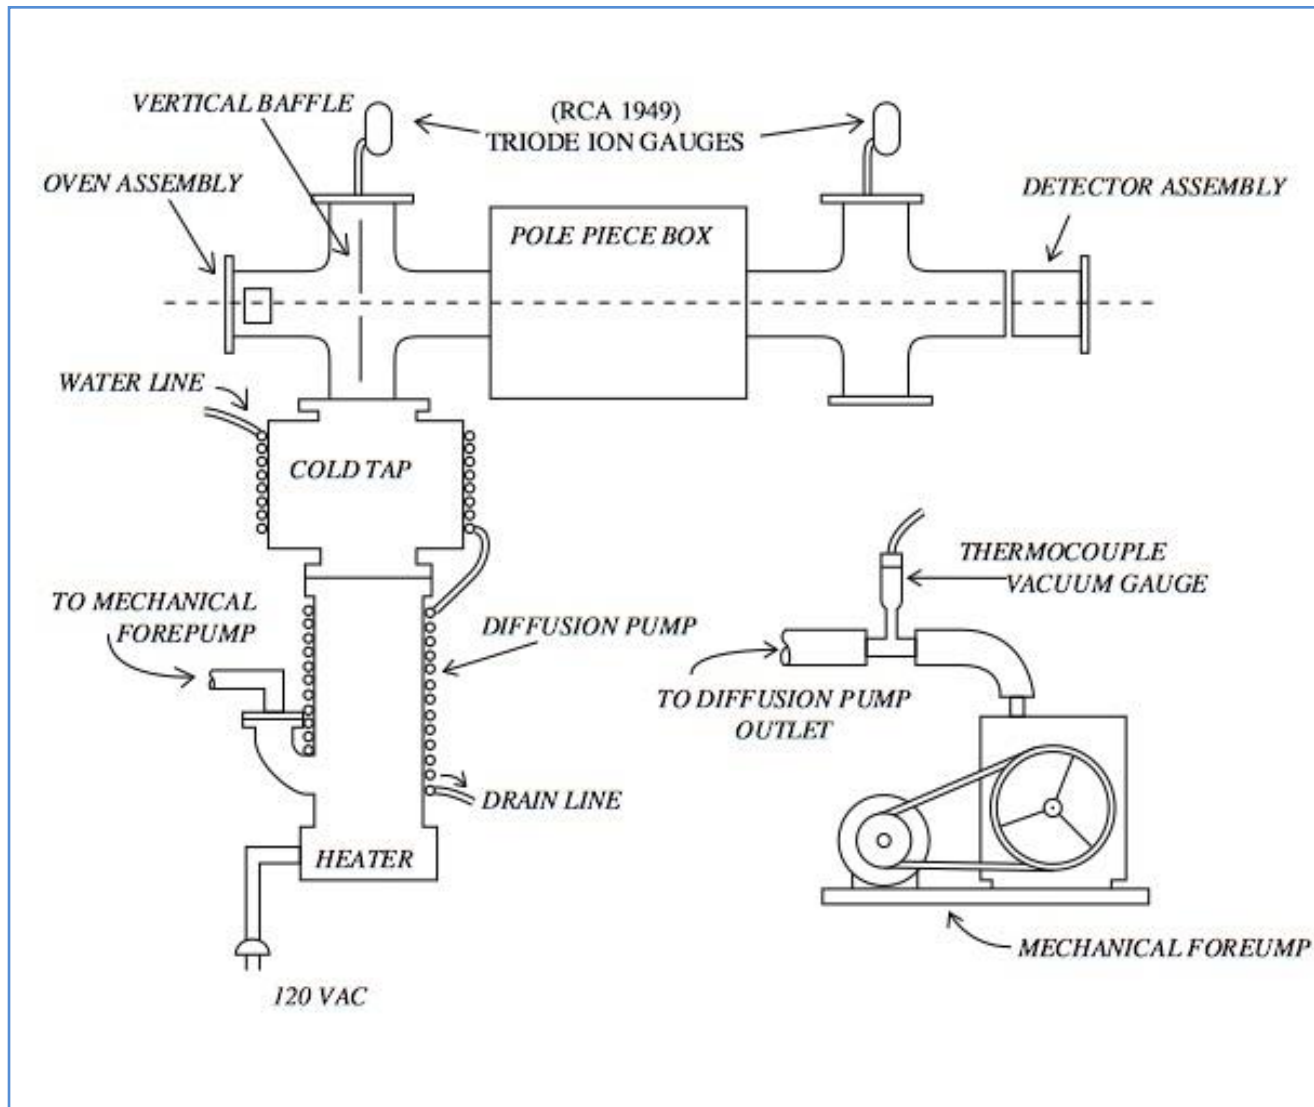 VERTICAL BAFFLE
(RCA 1949)
TRIODE ION GAUGES
OVEN ASSEMBLY
DETECTOR ASSEMBLY
POLE PIECE BOX
WATER LINE
COLD TAP
THERMOCOUPLE
VACUUM GAUGE
TO MECHANICAL
FOREPUMP
DIFFUSION PUMP
TO DIFFUSION PUMP
OUTLET
DRAIN LINE
HEATER
MECHANICAL FOREUMP
120 VAC